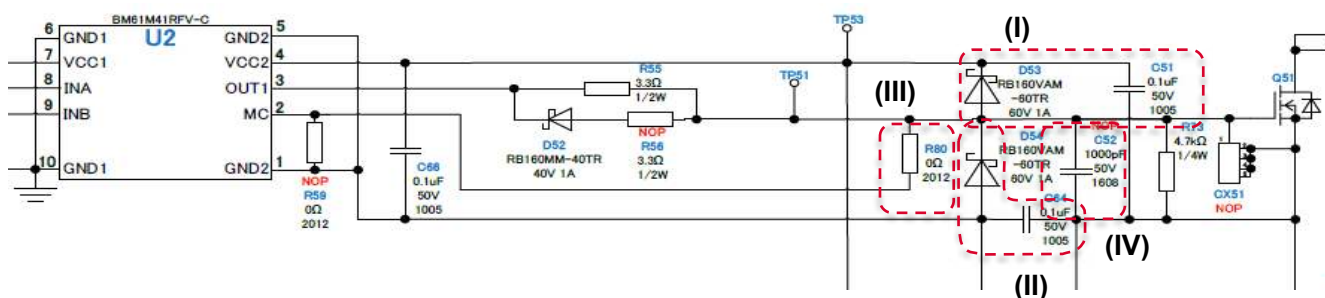 BM61M41RFV-C
U2
6
7
8
9
10
GND1
VCC1
INA
INB
GND1
GND2
VCC2
OUT1
MC
GND2
5
4
3
2
1
NOP
R59
0Ω
2012
C66
0.1uF
50V
1005
R55
3.3Ω
1/2W
D52
RB160MM-40TR
40V 1A
NOP
R56
3.3Ω
1/2W
TP51
TP53
(III)
R80
0Ω
2012
(I)
D53
RB160VAM
-60TR
60V 1A
C51
0.1uF
50V
1005
D54
RB160VAM
-60TR
60V 1A
NOP
C52
1000pF
50V
1608
C64
0.1uF
50V
1005
(II)
(IV)
R73
4.7kΩ
1/4W
1
CX51
NOP
Q51